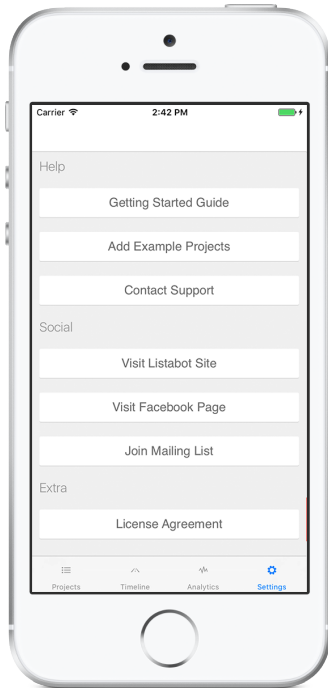 Carrier 2:42 PM
Help
Getting Started Guide
Add Example Projects
Contact Support
Social
Visit Listabot Site
Visit Facebook Page
Join Mailing List
Extra
License Agreement
Projects Timeline Analytics Settings